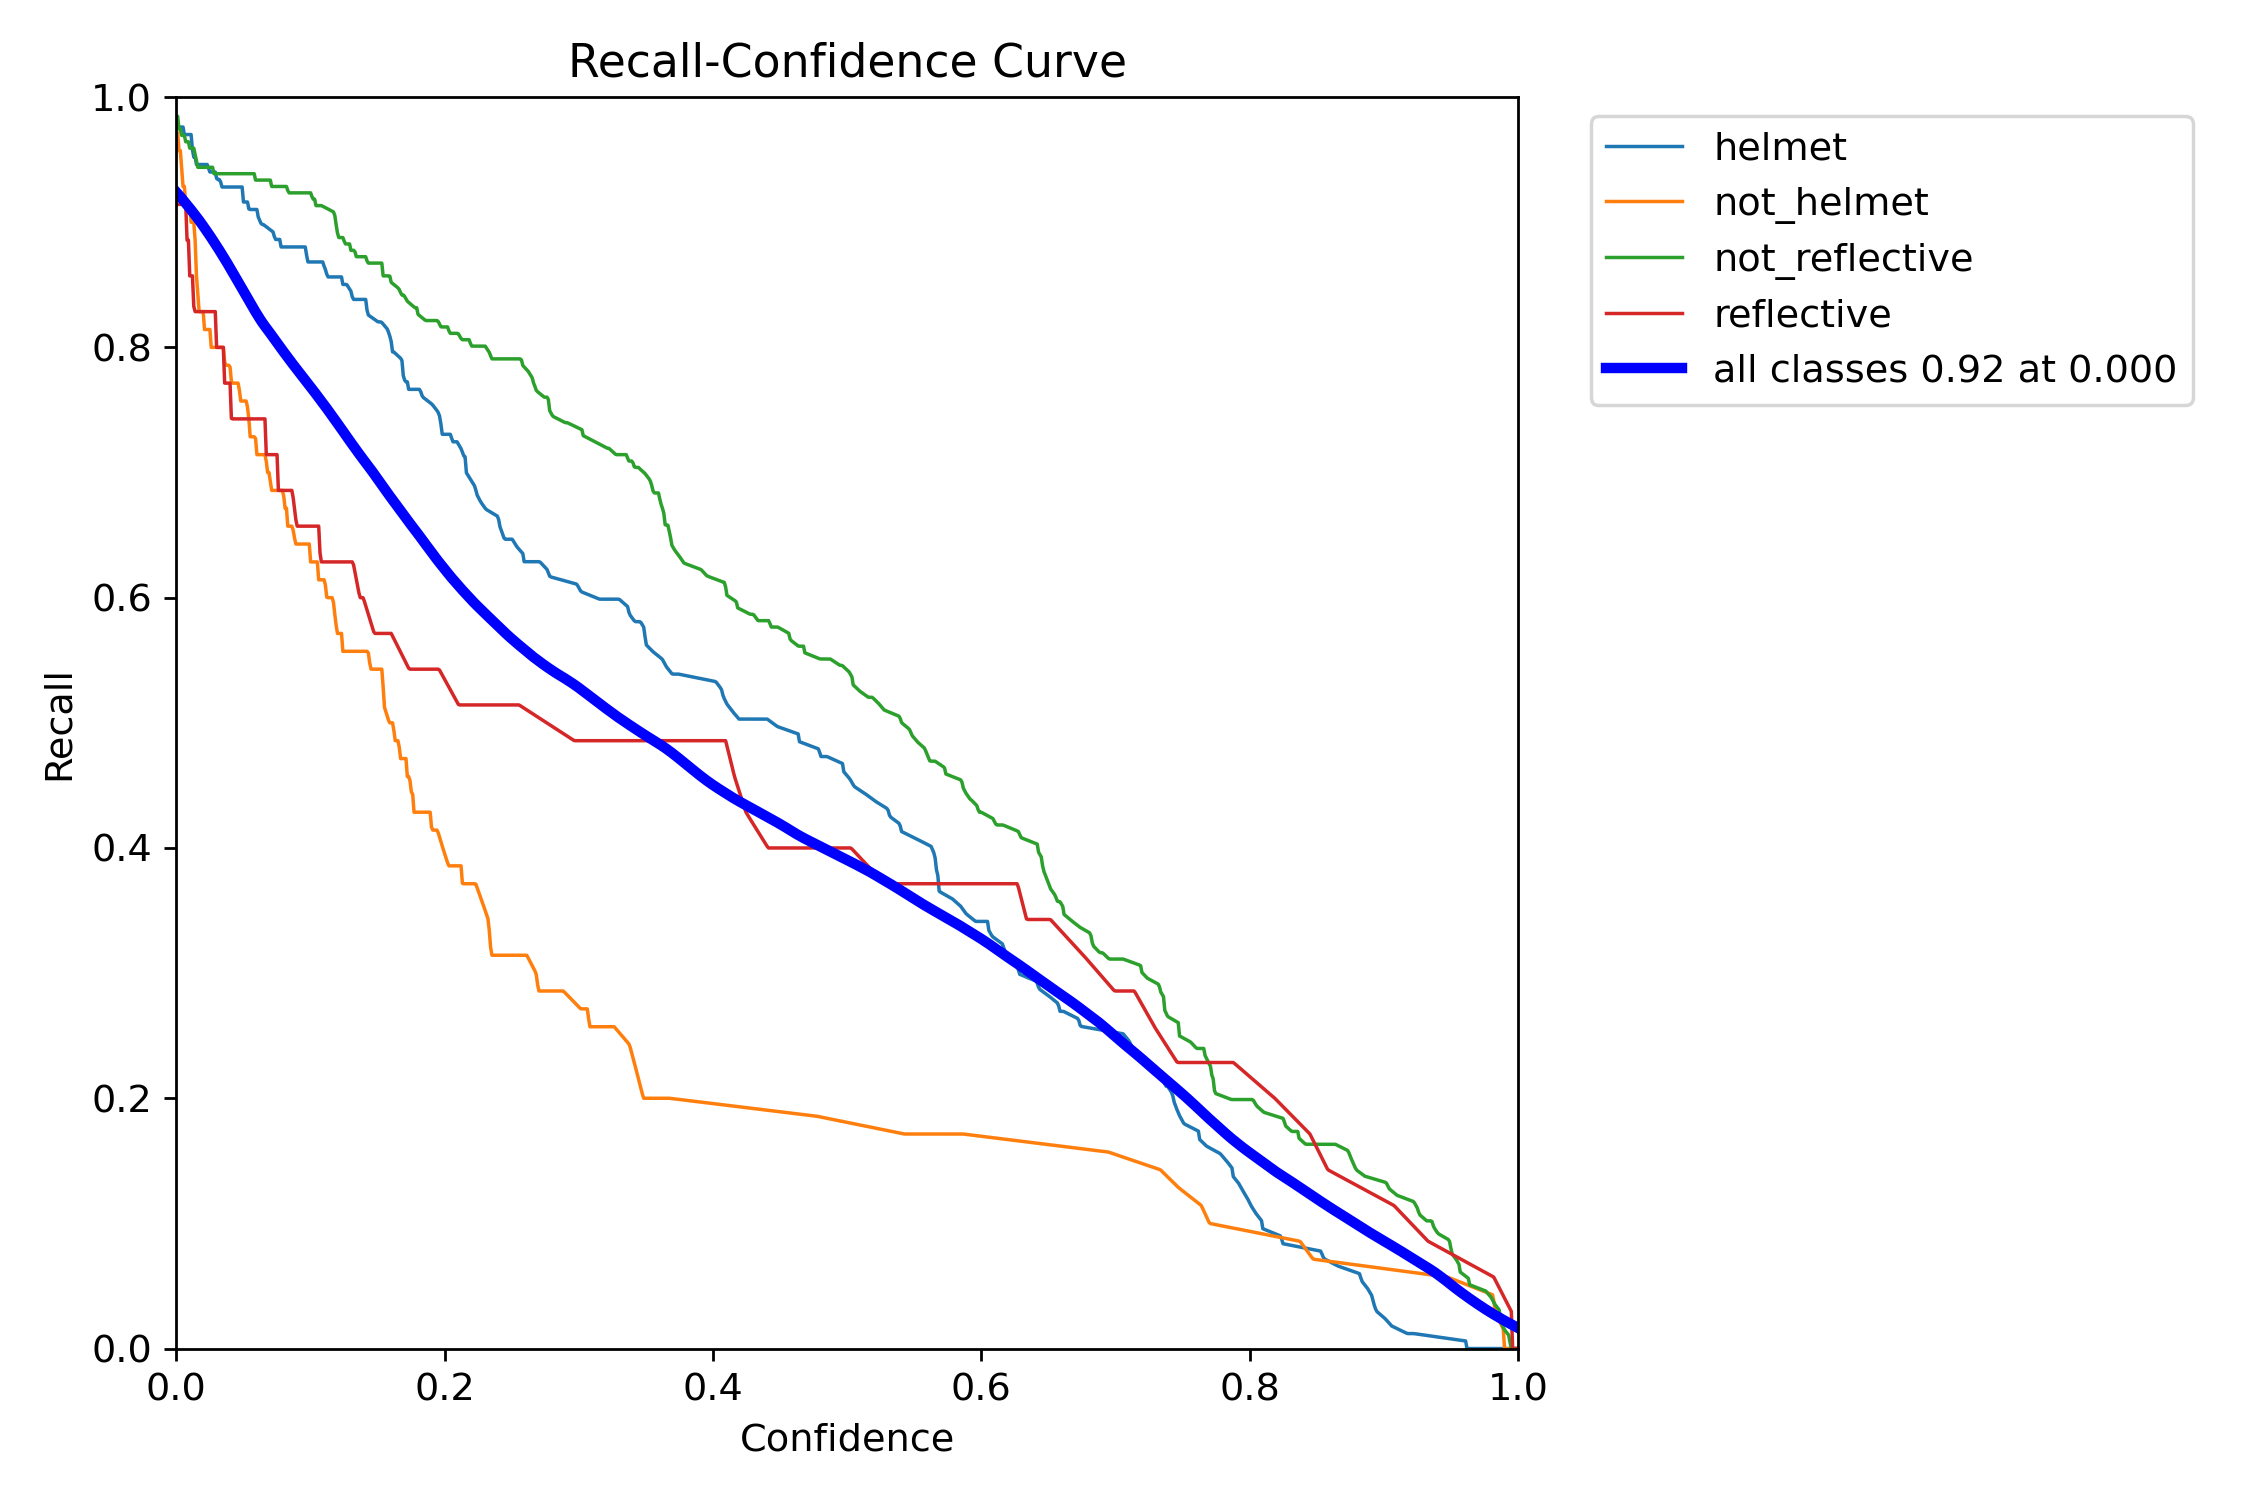 Recall-Confidence Curve
1.0
0.8
0.6
0.4
0.2
0.0
Recall
0.0 0.2 0.4 0.6 0.8 1.0
Confidence
helmet
not_helmet
not_reflective
reflective
all classes 0.92 at 0.000